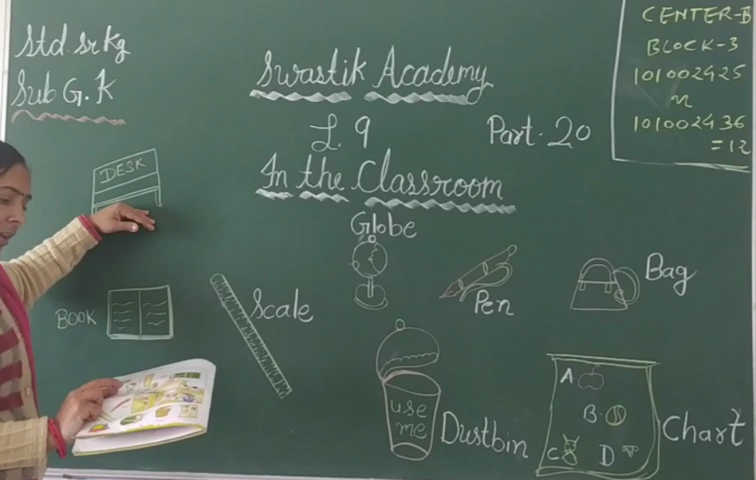 Std. Sr Kg
Sub G.K
Swastik Academy
L. 9
Part. 20
In the Classroom
CENTER-B
BLOCK-3
101002425
n
101002436
=12
DESK
Globe
Pen
Bag
BOOK
Scale
use
me
Dustbin
A
B.
C
D
Chart